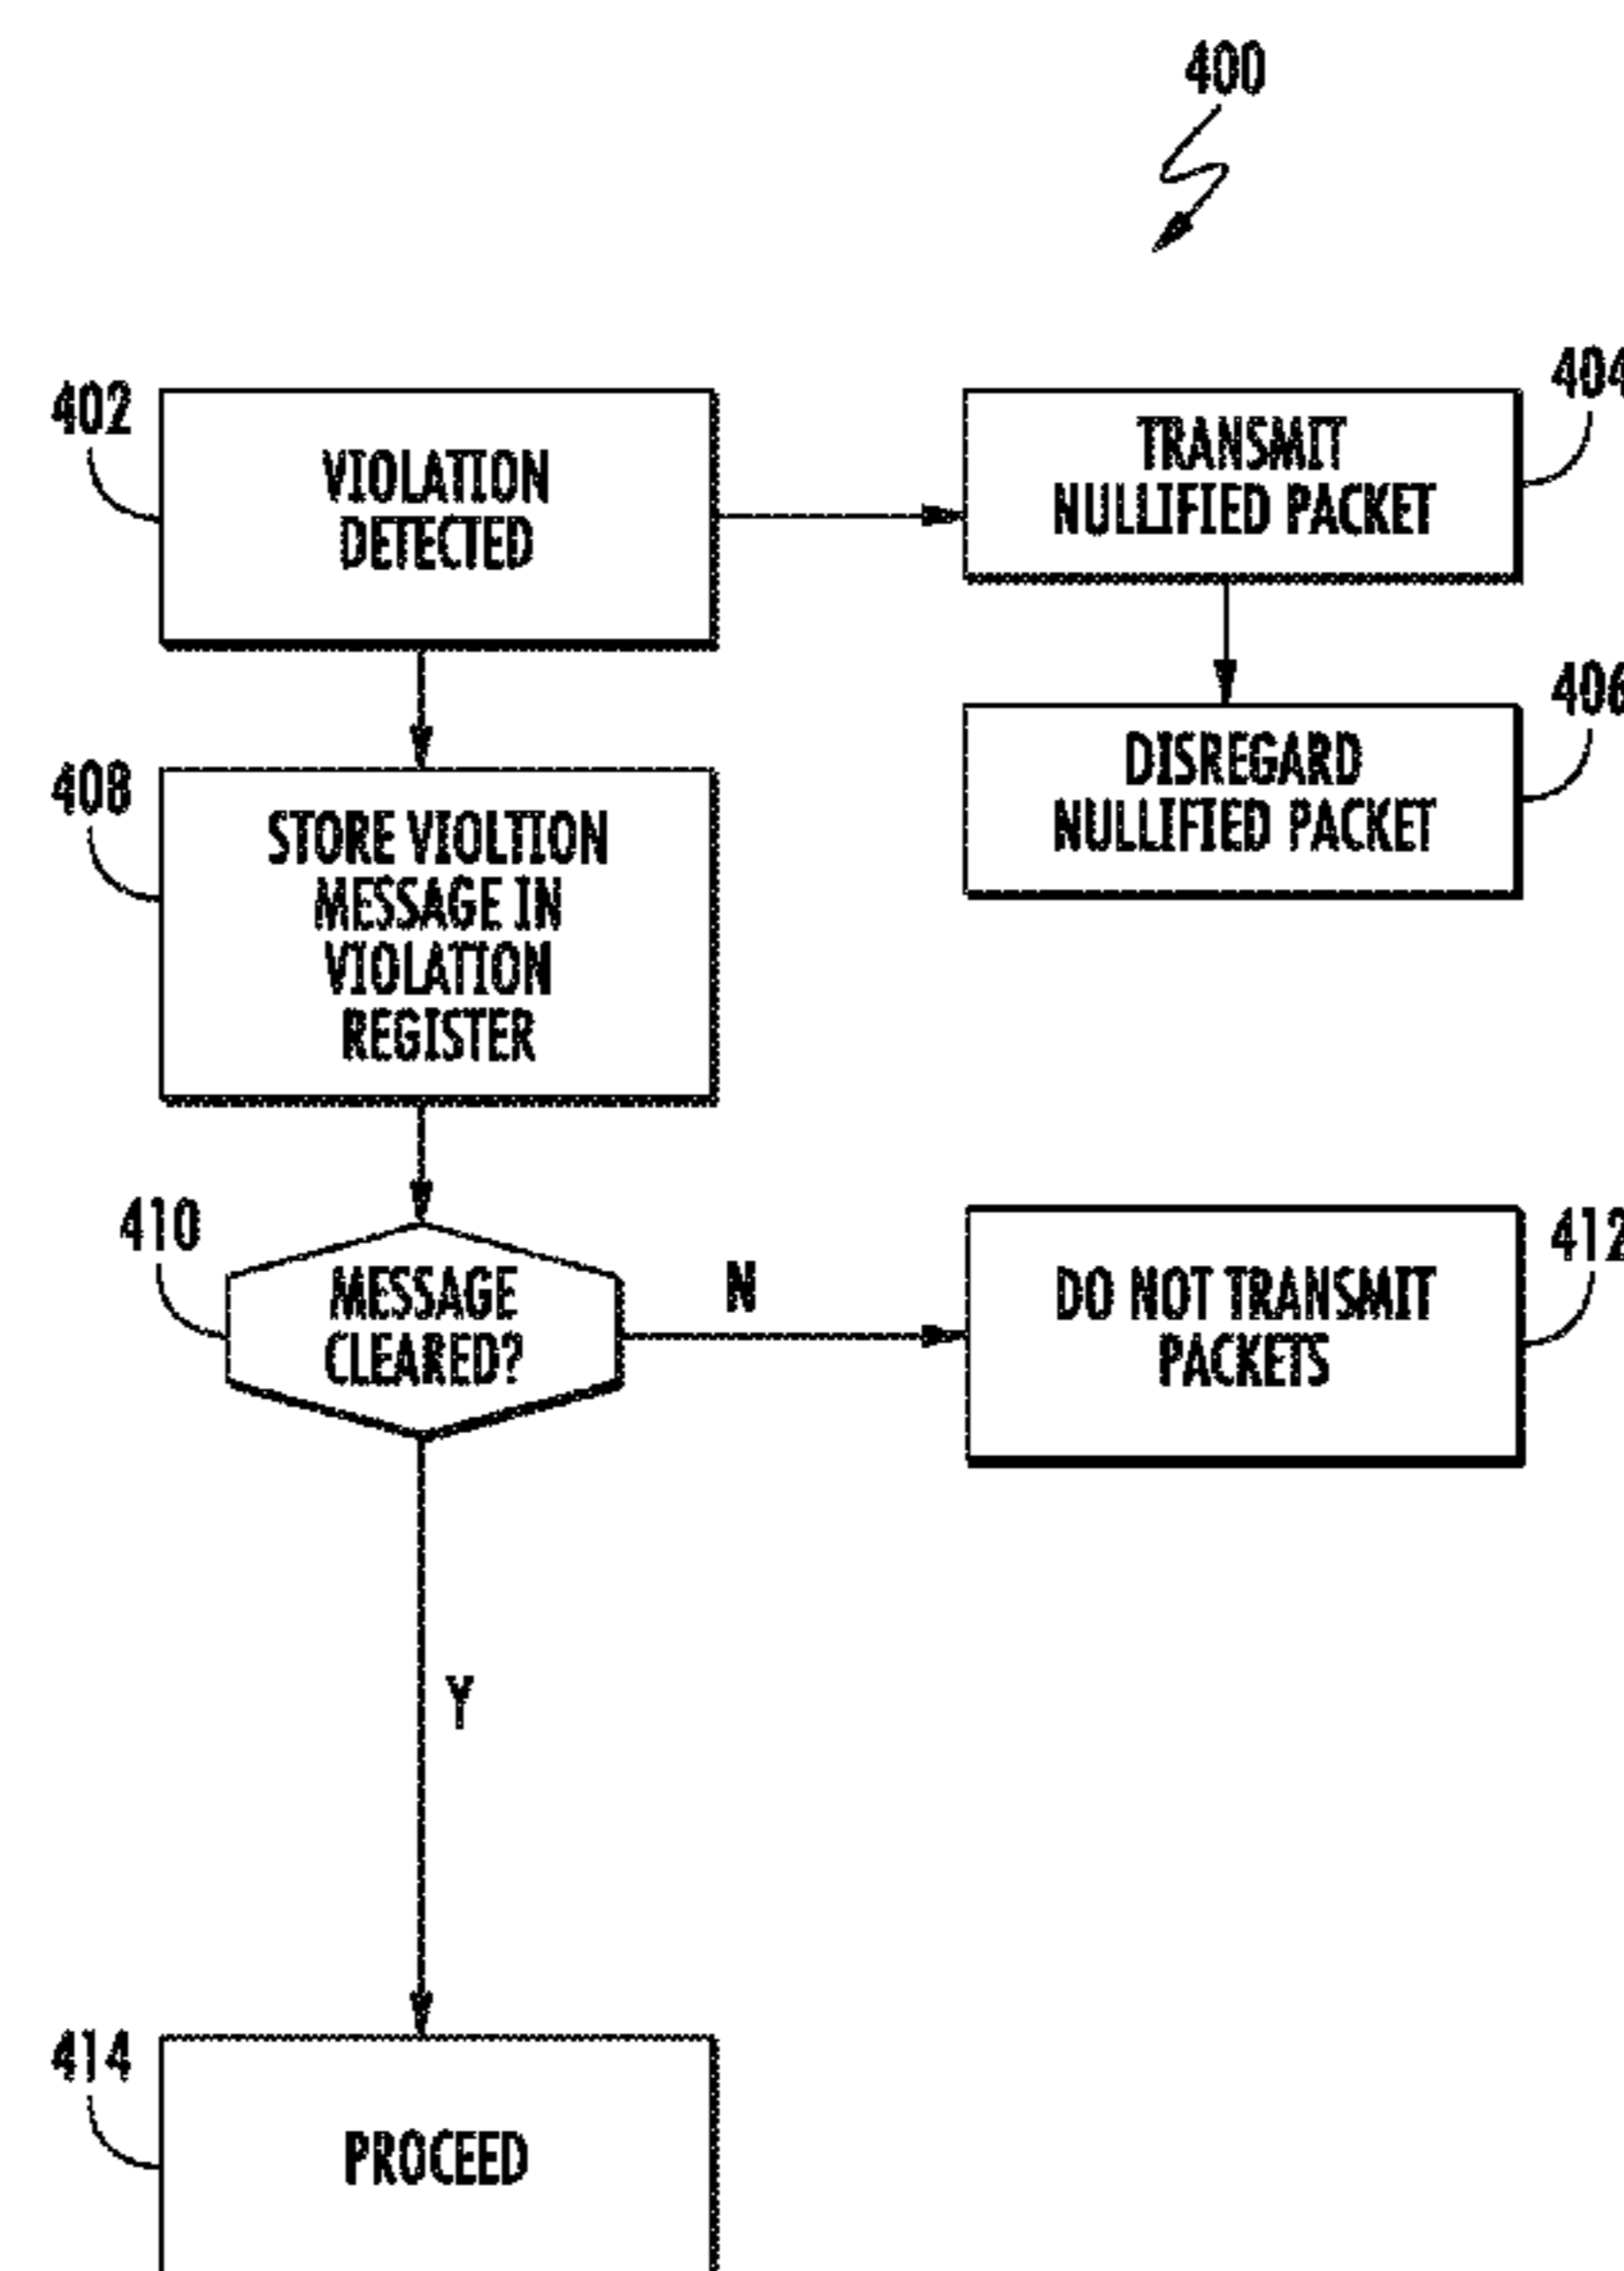 400
402
VIOLATION
DETECTED
404
TRANSMIT
NULLIFIED PACKET
406
DISREGARD
NULLIFIED PACKET
408
STORE VIOLTION
MESSAGE IN
VIOLATION
REGISTER
410
MESSAGE
CLEARED?
N
412
DO NOT TRANSMIT
PACKETS
Y
414
PROCEED